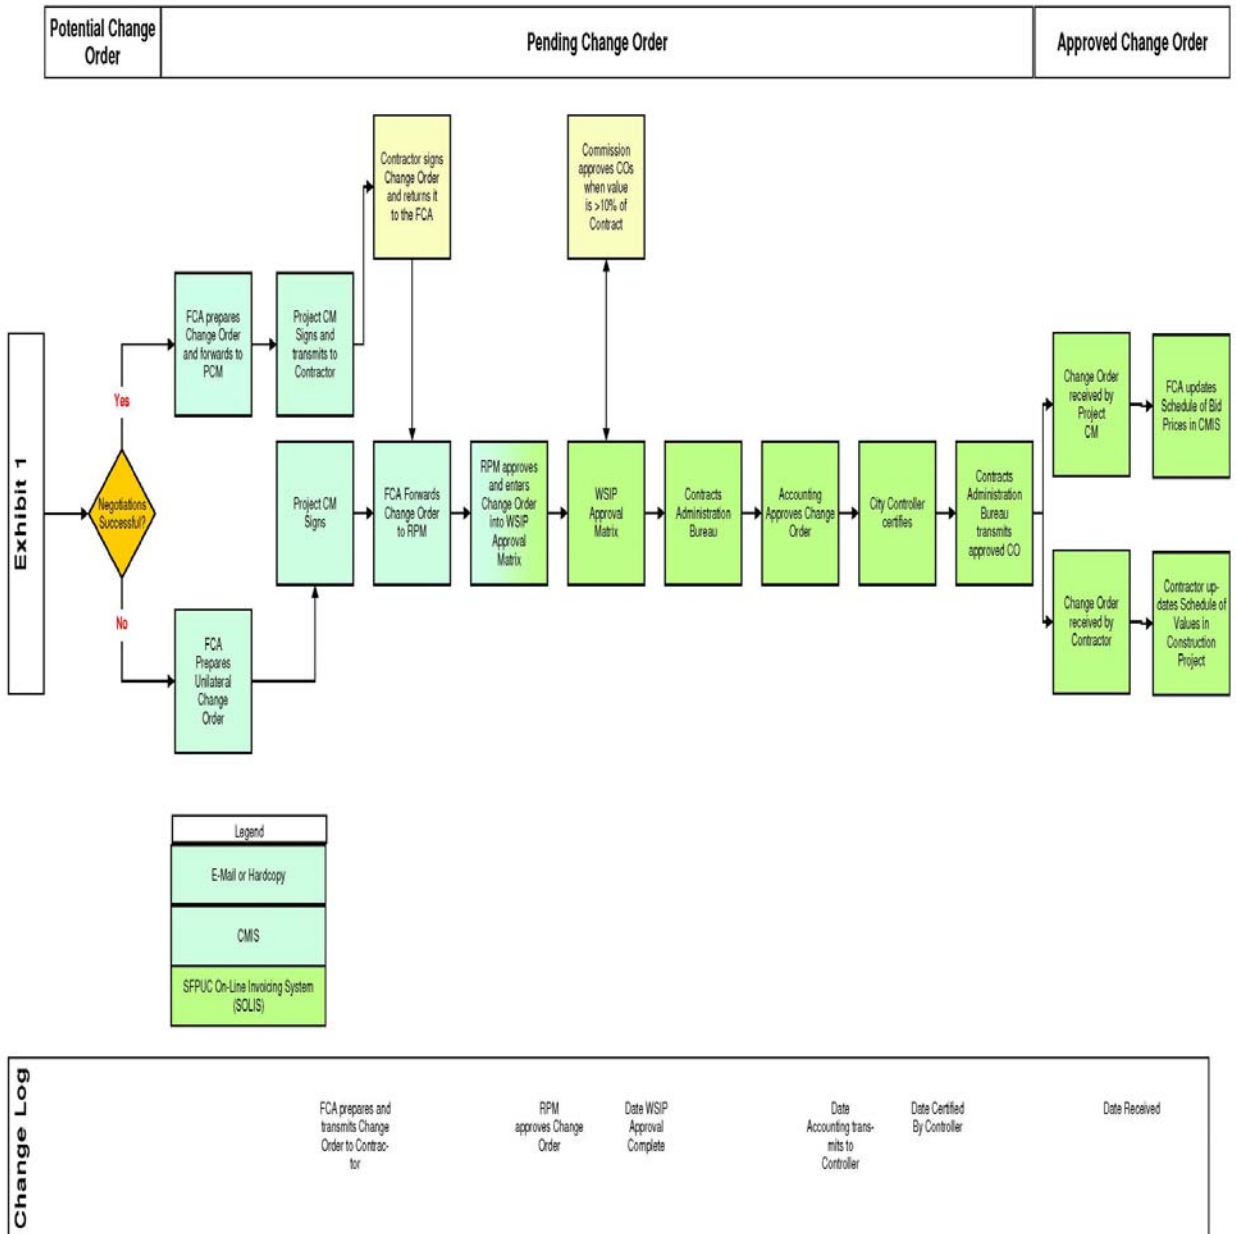 Potential Change
Order
Pending Change Order
Approved Change Order
Contractor signs
Change Order
and returns it
to the FCA
Commission
approves COs
when value
is >10% of
Contract
FCA prepares
Change Order
and forwards to
PCM
Project CM
Signs and
transmits to
Contractor
Exhibit 1
Yes
Negotiations
Successful?
No
Project CM
Signs
FCA Forwards
Change Order
to RPM
RPM approves
and enters
Change Order
into WSIP
Approval
Matrix
WSIP
Approval
Matrix
Contracts
Administration
Bureau
Accounting
Approves Change
Order
City Controller
certifies
Contracts
Administration
Bureau
transmits
approved CO
Change Order
received by
Project
CM
FCA updates
Schedule of Bid
Prices in CMIS
Change Order
received by
Contractor
Contractor up-
dates Schedule of
Values in
Construction
Project
FCA
Prepares
Unilateral
Change
Order
Legend
E-Mail or Hardcopy
CMIS
SFPUC On-Line Invoicing System
(SOLIS)
Change Log
FCA prepares and
transmits Change
Order to Contrac-
tor
RPM
approves Change
Order
Date WSIP
Approval
Complete
Date
Accounting trans-
mits to
Controller
Date Certified
By Controller
Date Received